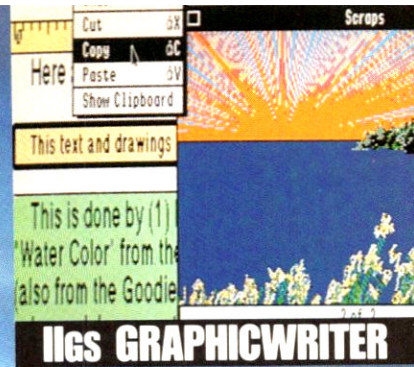 Cut X
Copy C
Paste V
Show Clipboard
Scraps
Here
This text and drawings
This is done by (1)
'Water Color' from the
(also from the Goodie
2 of 2
IIGS GRAPHICWRITER